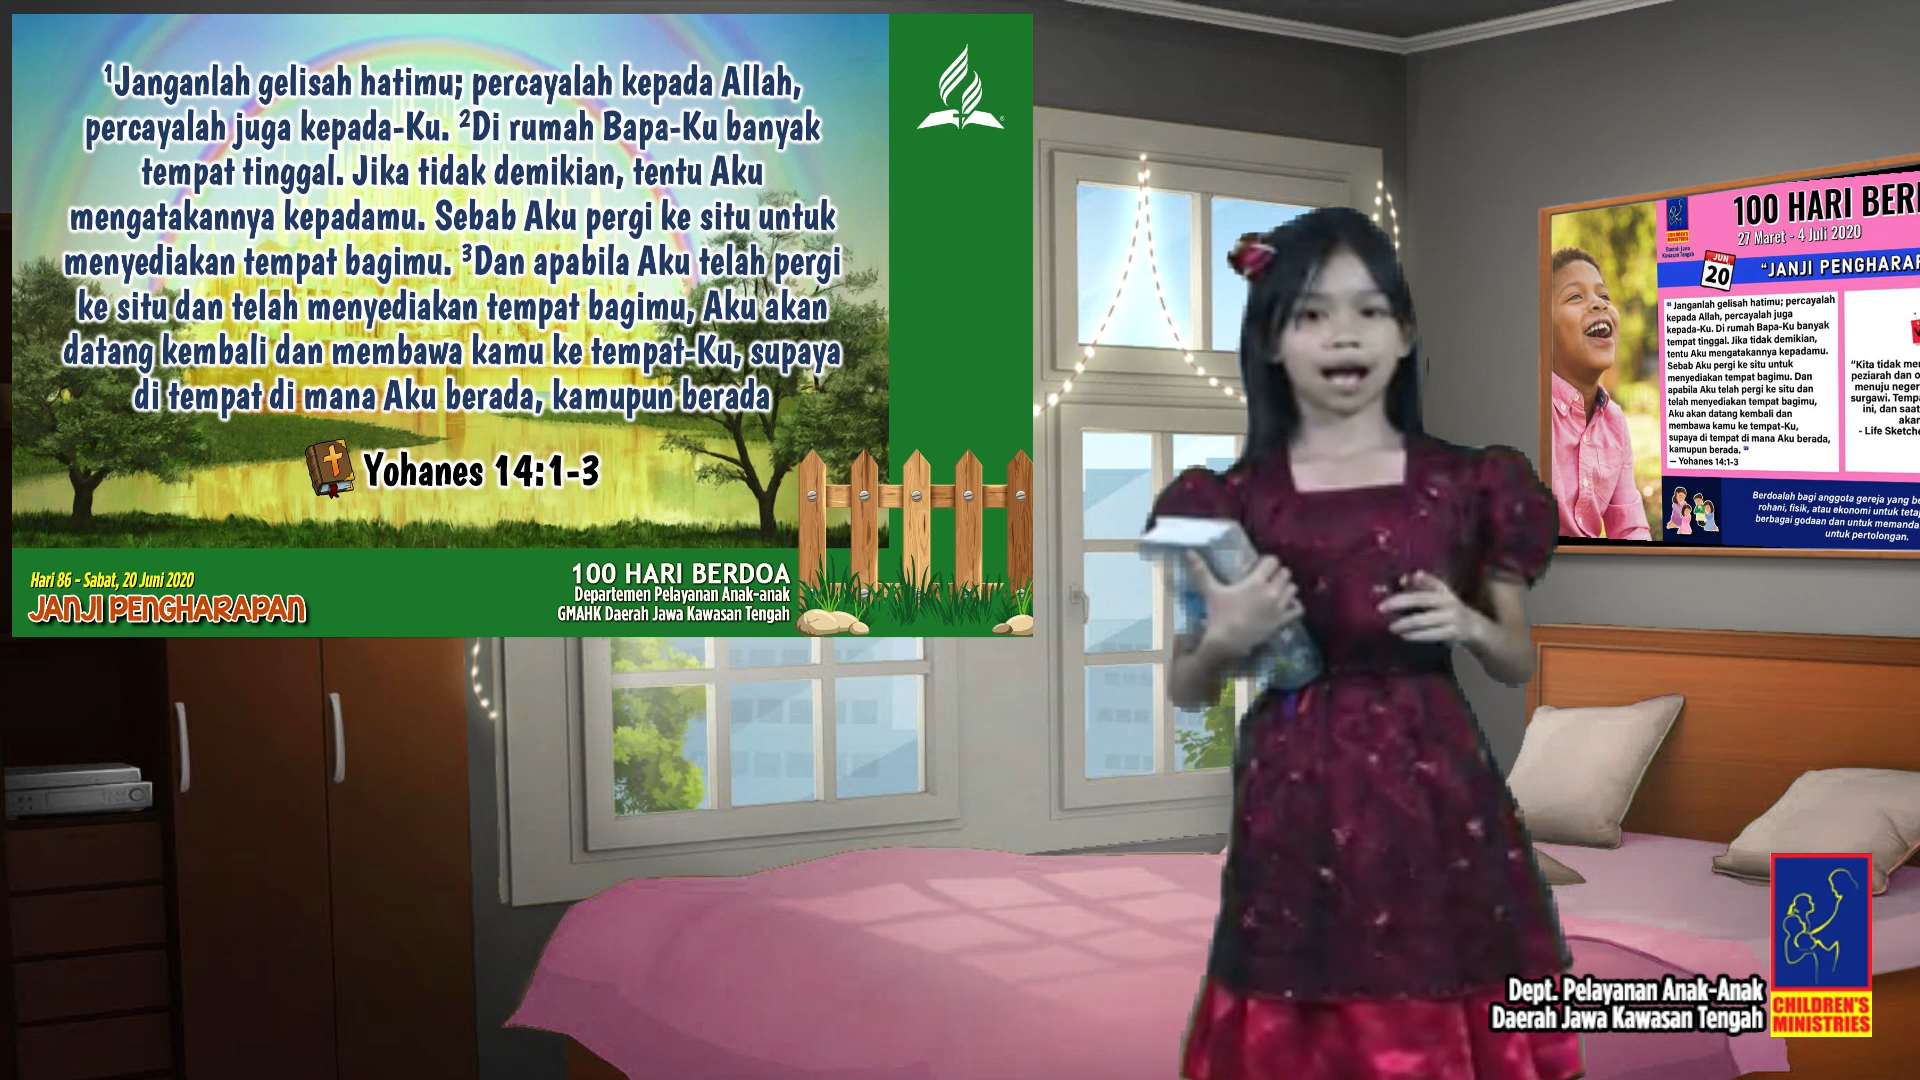 ¹Janganlah gelisah hatimu; percayalah kepada Allah,
percayalah juga kepada-Ku. ²Di rumah Bapa-Ku banyak
tempat tinggal. Jika tidak demikian, tentu Aku
mengatakannya kepadamu. Sebab Aku pergi ke situ untuk
menyediakan tempat bagimu. ³Dan apabila Aku telah pergi
ke situ dan telah menyediakan tempat bagimu, Aku akan
datang kembali dan membawa kamu ke tempat-Ku, supaya
di tempat di mana Aku berada, kamupun berada
Yohanes 14:1-3
Hari 86 - Sabat, 20 Juni 2020
JANJI PENGHARAPAN
100 HARI BERDOA
Departemen Pelayanan Anak-anak
GMAHK Daerah Jawa Kawasan Tengah
CHILDREN'S
MINISTRIES
Daerah Jawa
Kawasan Tengah
100 HARI BER
27 Maret - 4 Juli 2020
JUN
20
"JANJI PENGHARA
" Janganlah gelisah hatimu; percayalah
kepada Allah, percayalah juga
kepada-Ku. Di rumah Bapa-Ku banyak
tempat tinggal. Jika tidak demikian,
tentu Aku mengatakannya kepadamu.
Sebab Aku pergi ke situ untuk
menyediakan tempat bagimu. Dan
apabila Aku telah pergi ke situ dan
telah menyediakan tempat bagimu,
Aku akan datang kembali dan
membawa kamu ke tempat-Ku,
supaya di tempat di mana Aku berada,
kamupun berada. "
— Yohanes 14:1-3
"Kita tidak me
peziarah dan o
menuju neger
surgawi. Temp
ini, dan saat
akan
- Life Sketche
Berdoalah bagi anggota gereja yang be
rohani, fisik, atau ekonomi untuk teta
berbagai godaan dan untuk memanda
untuk pertolongan.
Dept. Pelayanan Anak-Anak
Daerah Jawa Kawasan Tengah
CHILDREN'S
MINISTRIES